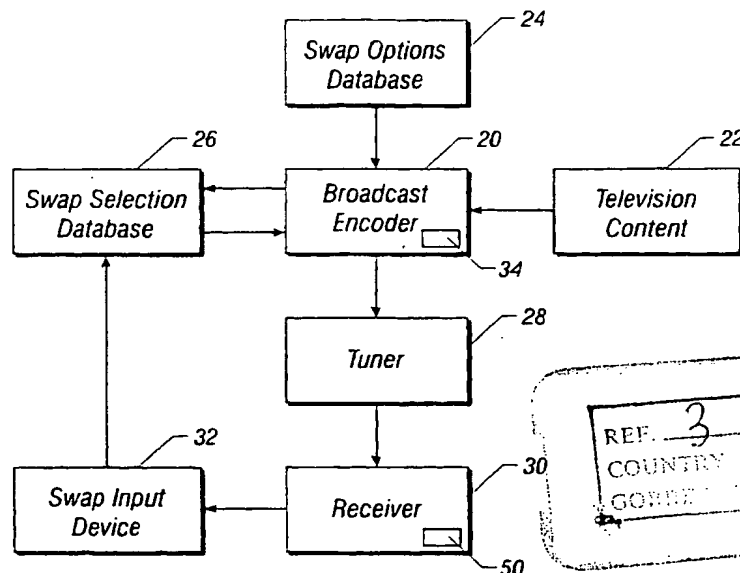 24
Swap Options
Database
26
20
22
Swap Selection
Database
Broadcast
Encoder
Television
Content
34
28
Tuner
32
30
Swap Input
Device
Receiver
50
REF. 3
COUNTRY